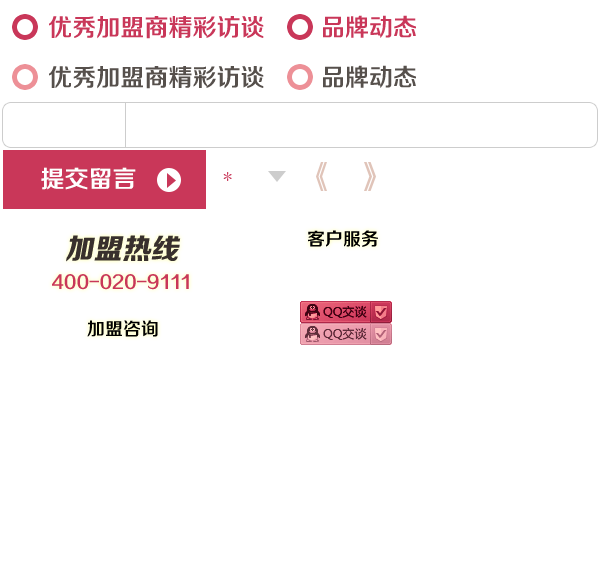 优秀加盟商精彩访谈 品牌动态
优秀加盟商精彩访谈 品牌动态
提交留言 * 《 》
加盟热线
客户服务
400-020-9111
QQ交谈
加盟咨询
QQ交谈